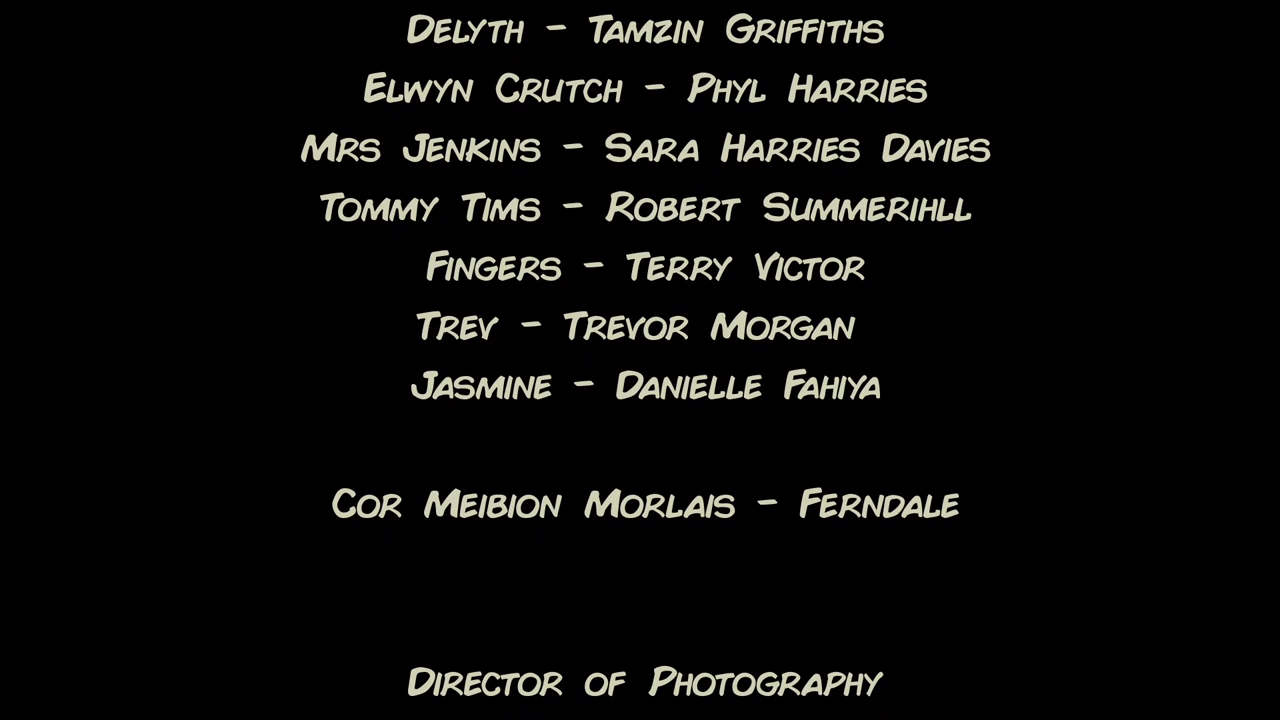 Delyth - Tamzin Griffiths
Elwyn Crutch - Phyl Harries
Mrs Jenkins - Sara Harries Davies
Tommy Tims - Robert Summerihll
Fingers - Terry Victor
Trev - Trevor Morgan
Jasmine - Danielle Fahiya
Cor Meibion Morlais - Ferndale
Director of Photography